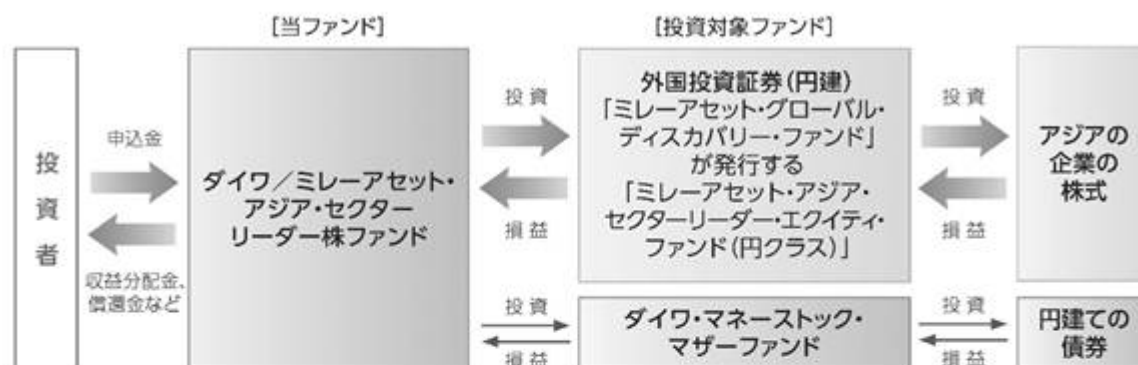 [当ファンド]
[投資対象ファンド]
投資者
申込金
収益分配金、
償還金など
ダイワ／ミレーアセット・
アジア・セクター
リーダー株ファンド
投資
損益
外国投資証券(円建)
「ミレーアセット・グローバル・
ディスカバリー・ファンド」
が発行する
「ミレーアセット・アジア・
セクターリーダー・エクイティ・
ファンド(円クラス)」
投資
損益
アジアの
企業の
株式
投資
損益
ダイワ・マネーストック・
マザーファンド
投資
損益
円建ての
債券